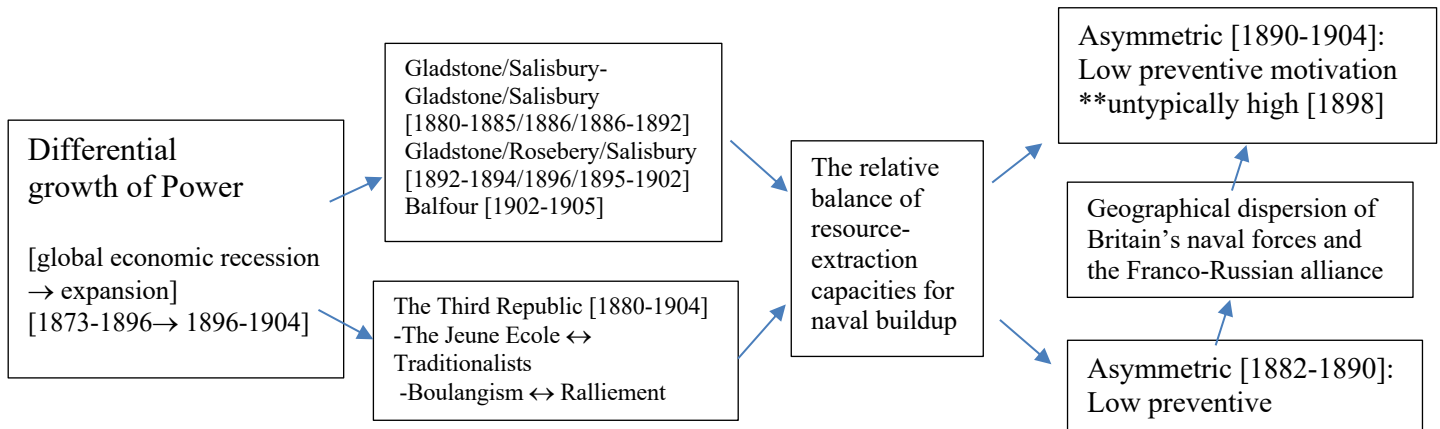 Differential
growth of Power
[global economic recession
→ expansion]
[1873-1896→ 1896-1904]
Gladstone/Salisbury-
Gladstone/Salisbury
[1880-1885/1886/1886-1892]
Gladstone/Rosebery/Salisbury
[1892-1894/1896/1895-1902]
Balfour [1902-1905]
The Third Republic [1880-1904]
-The Jeune Ecole ↔
Traditionalists
-Boulangism ↔ Ralliement
The relative
balance of
resource-
extraction
capacities for
naval buildup
Asymmetric [1890-1904]:
Low preventive motivation
**untypically high [1898]
Geographical dispersion of
Britain’s naval forces and
the Franco-Russian alliance
Asymmetric [1882-1890]:
Low preventive